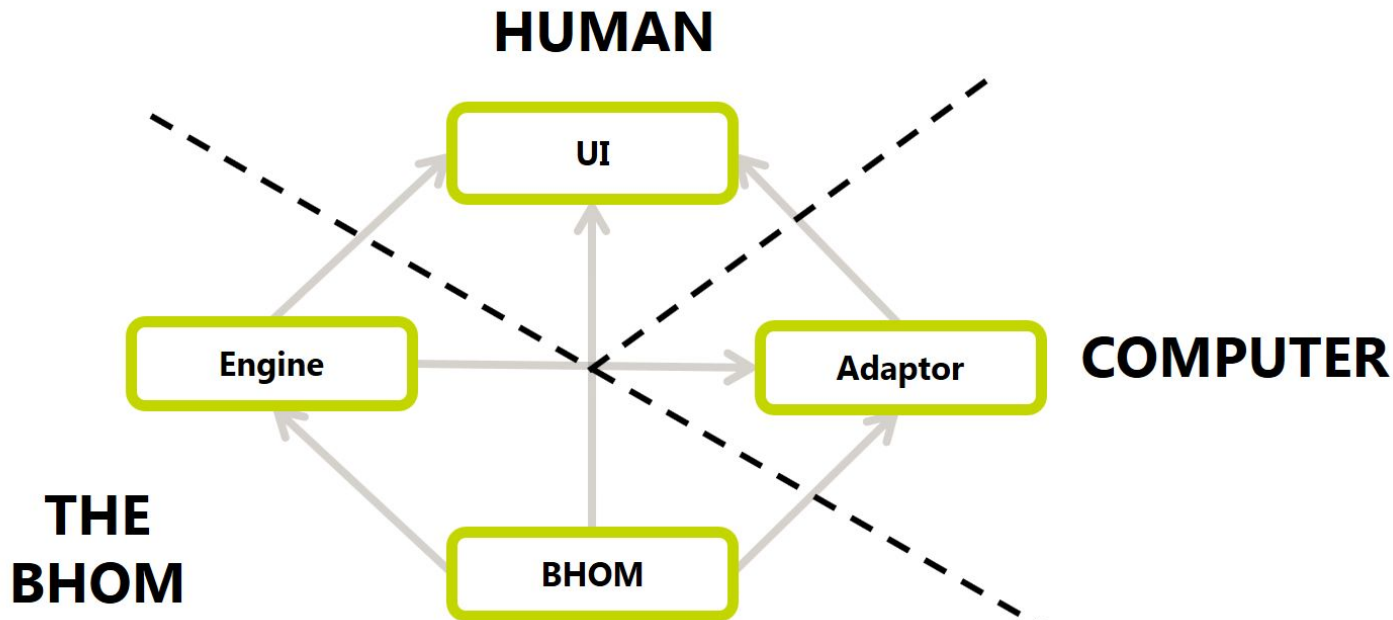 HUMAN
UI
Engine
Adaptor
COMPUTER
THE
BHOM
BHOM